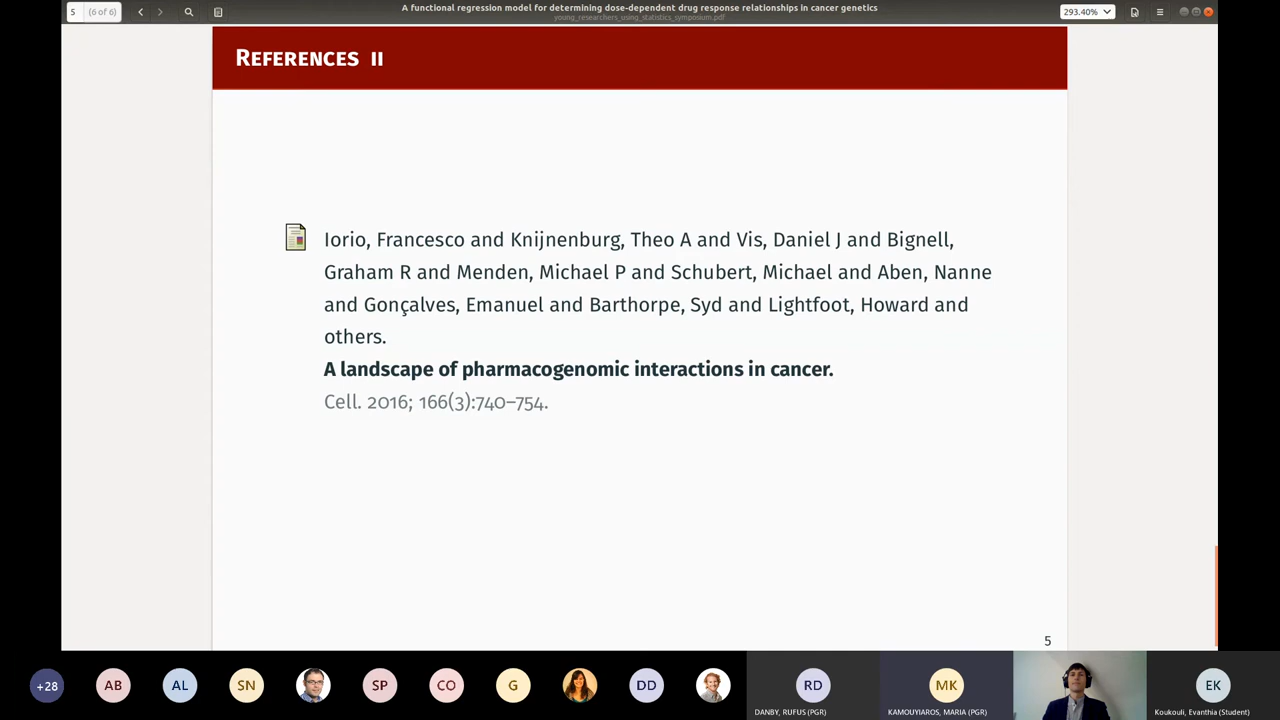 5 (6 of 6)
A functional regression model for determining dose-dependent drug response relationships in cancer genetics
young_researchers_using_statistics_symposium.pdf
293.40%
References II
Iorio, Francesco and Knijnenburg, Theo A and Vis, Daniel J and Bignell,
Graham R and Menden, Michael P and Schubert, Michael and Aben, Nanne
and Gonçalves, Emanuel and Barthorpe, Syd and Lightfoot, Howard and
others.
A landscape of pharmacogenomic interactions in cancer.
Cell. 2016; 166(3):740–754.
5
+28 AB AL SN SP CO G DD RD MK EK
DANBY, RUFUS (PGR) KAMOUYIAROS, MARIA (PGR) Koukouli, Evanthia (Student)